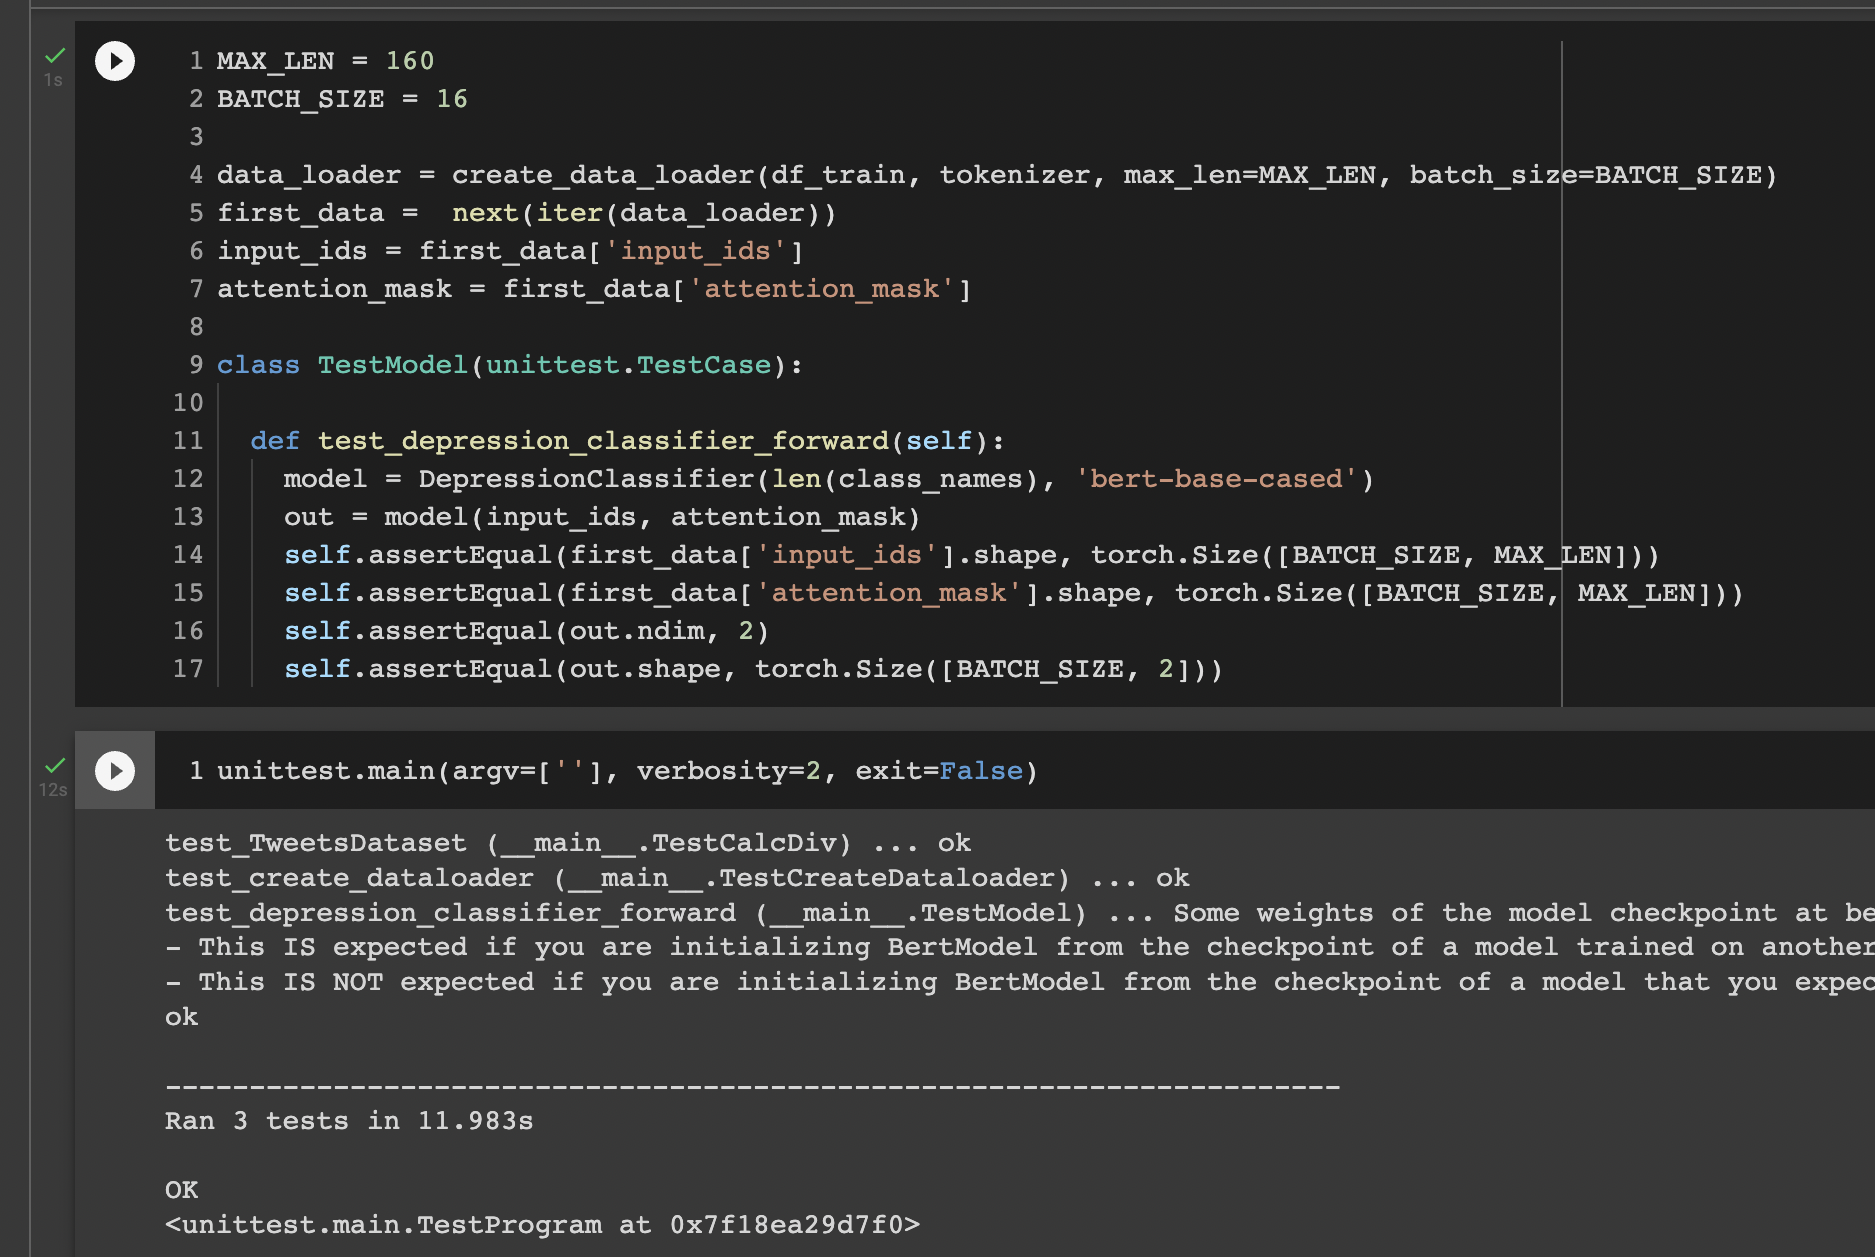 1s
1 MAX_LEN = 160
2 BATCH_SIZE = 16
3
4 data_loader = create_data_loader(df_train, tokenizer, max_len=MAX_LEN, batch_size=BATCH_SIZE)
5 first_data =  next(iter(data_loader))
6 input_ids = first_data['input_ids']
7 attention_mask = first_data['attention_mask']
8
9 class TestModel(unittest.TestCase):
10
11   def test_depression_classifier_forward(self):
12     model = DepressionClassifier(len(class_names), 'bert-base-cased')
13     out = model(input_ids, attention_mask)
14     self.assertEqual(first_data['input_ids'].shape, torch.Size([BATCH_SIZE, MAX_LEN]))
15     self.assertEqual(first_data['attention_mask'].shape, torch.Size([BATCH_SIZE, MAX_LEN]))
16     self.assertEqual(out.ndim, 2)
17     self.assertEqual(out.shape, torch.Size([BATCH_SIZE, 2]))
12s
1 unittest.main(argv=[''], verbosity=2, exit=False)
test_TweetsDataset (__main__.TestCalcDiv) ... ok
test_create_dataloader (__main__.TestCreateDataloader) ... ok
test_depression_classifier_forward (__main__.TestModel) ... Some weights of the model checkpoint at be
- This IS expected if you are initializing BertModel from the checkpoint of a model trained on another
- This IS NOT expected if you are initializing BertModel from the checkpoint of a model that you expec
ok
----------------------------------------------------------------------
Ran 3 tests in 11.983s
OK
<unittest.main.TestProgram at 0x7f18ea29d7f0>